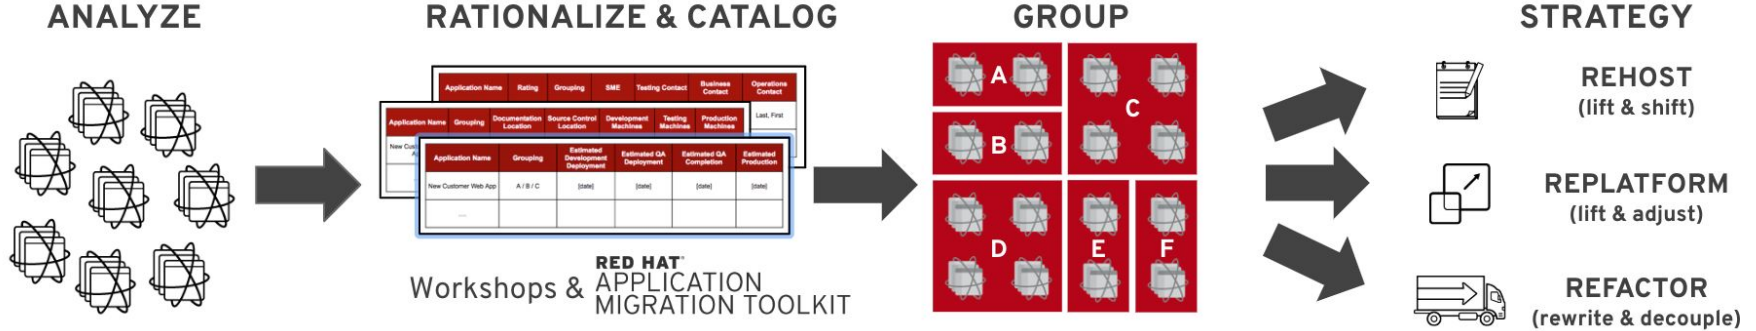 ANALYZE
RATIONALIZE & CATALOG
GROUP
STRATEGY
Application Name Rating Grouping SME Testing Contact Business Contact Operations Contact
Last, First
Application Name Grouping Documentation Location Source Control Location Development Machines Testing Machines Production Machines
New Cus
Application Name Grouping Estimated Development Deployment Estimated QA Deployment Estimated QA Completion Estimated Production
New Customer Web App A / B / C [date] [date] [date] [date]
....
Workshops &
RED HAT®
APPLICATION
MIGRATION TOOLKIT
A
B
C
D
E
F
REHOST
(lift & shift)
REPLATFORM
(lift & adjust)
REFACTOR
(rewrite & decouple)